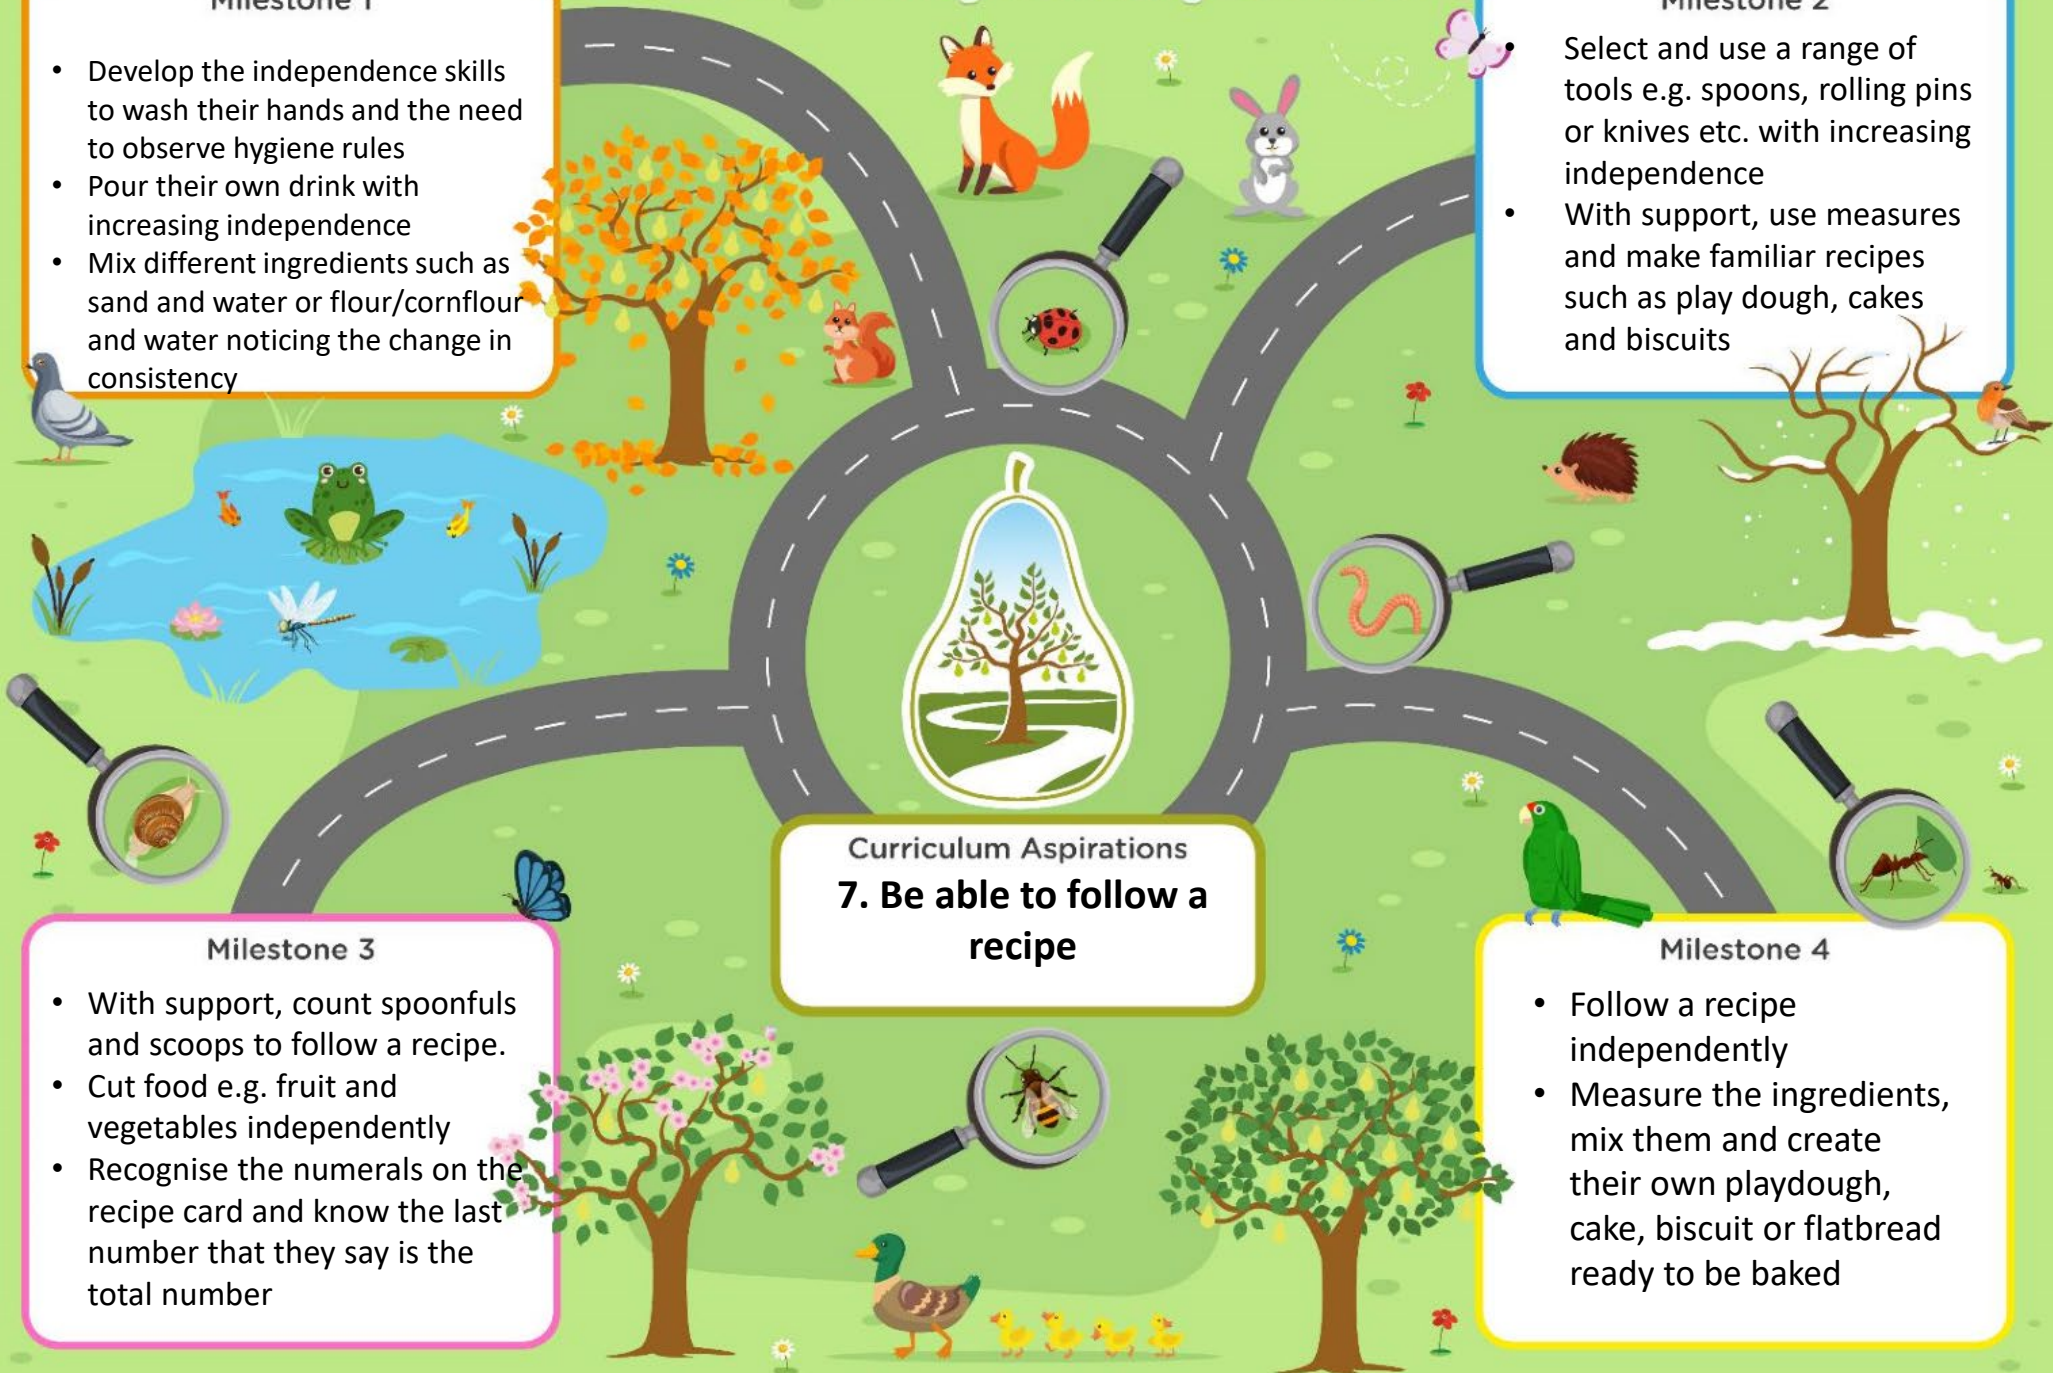 Milestone 1
• Develop the independence skills
to wash their hands and the need
to observe hygiene rules
• Pour their own drink with
increasing independence
• Mix different ingredients such as
sand and water or flour/cornflour
and water noticing the change in
consistency
Milestone 2
• Select and use a range of
tools e.g. spoons, rolling pins
or knives etc. with increasing
independence
• With support, use measures
and make familiar recipes
such as play dough, cakes
and biscuits
Curriculum Aspirations
7. Be able to follow a
recipe
Milestone 3
• With support, count spoonfuls
and scoops to follow a recipe.
• Cut food e.g. fruit and
vegetables independently
• Recognise the numerals on the
recipe card and know the last
number that they say is the
total number
Milestone 4
• Follow a recipe
independently
• Measure the ingredients,
mix them and create
their own playdough,
cake, biscuit or flatbread
ready to be baked